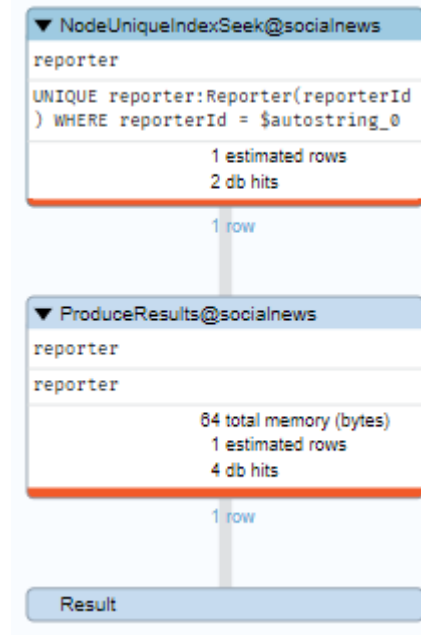 ▼ NodeUniqueIndexSeek@socialnews
reporter
UNIQUE reporter:Reporter(reporterId
) WHERE reporterId = $autostring_0
1 estimated rows
2 db hits
1 row
▼ ProduceResults@socialnews
reporter
reporter
64 total memory (bytes)
1 estimated rows
4 db hits
1 row
Result